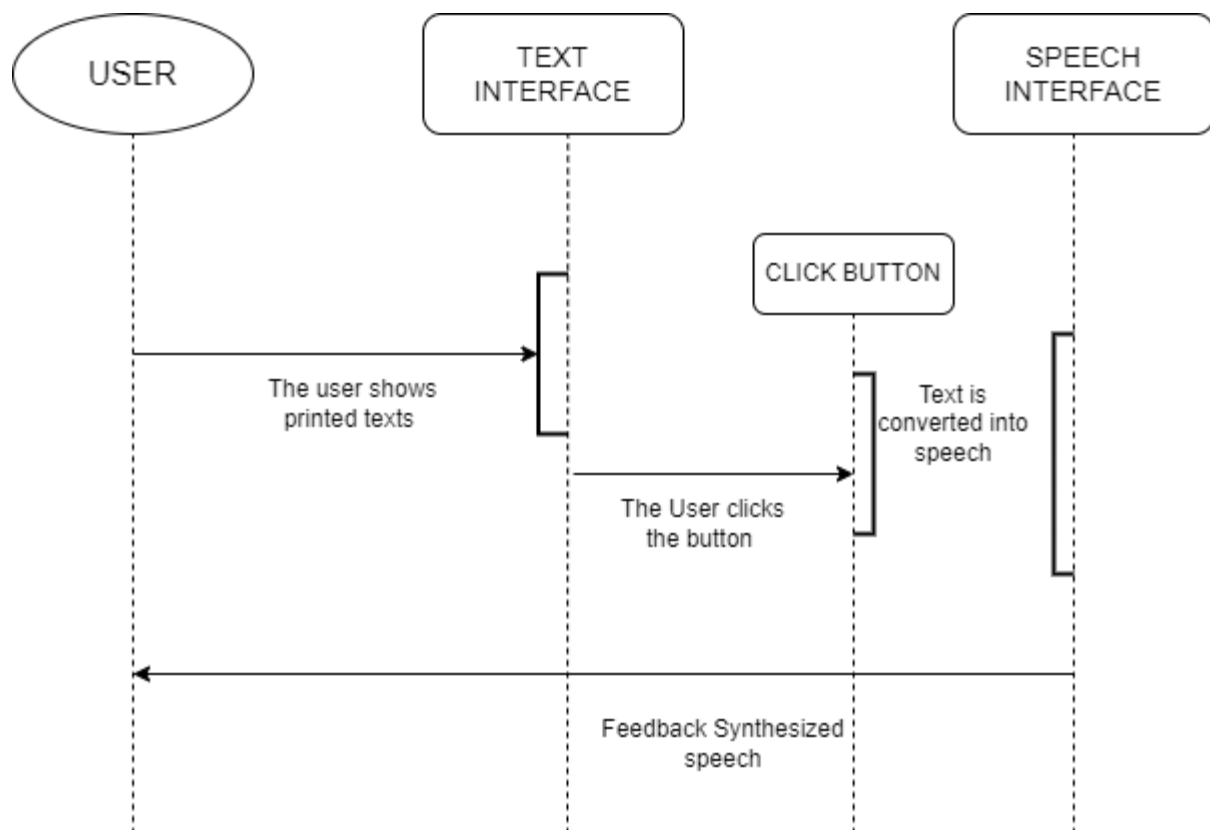 USER
TEXT
INTERFACE
SPEECH
INTERFACE
CLICK BUTTON
The user shows
printed texts
Text is
converted into
speech
The User clicks
the button
Feedback Synthesized
speech